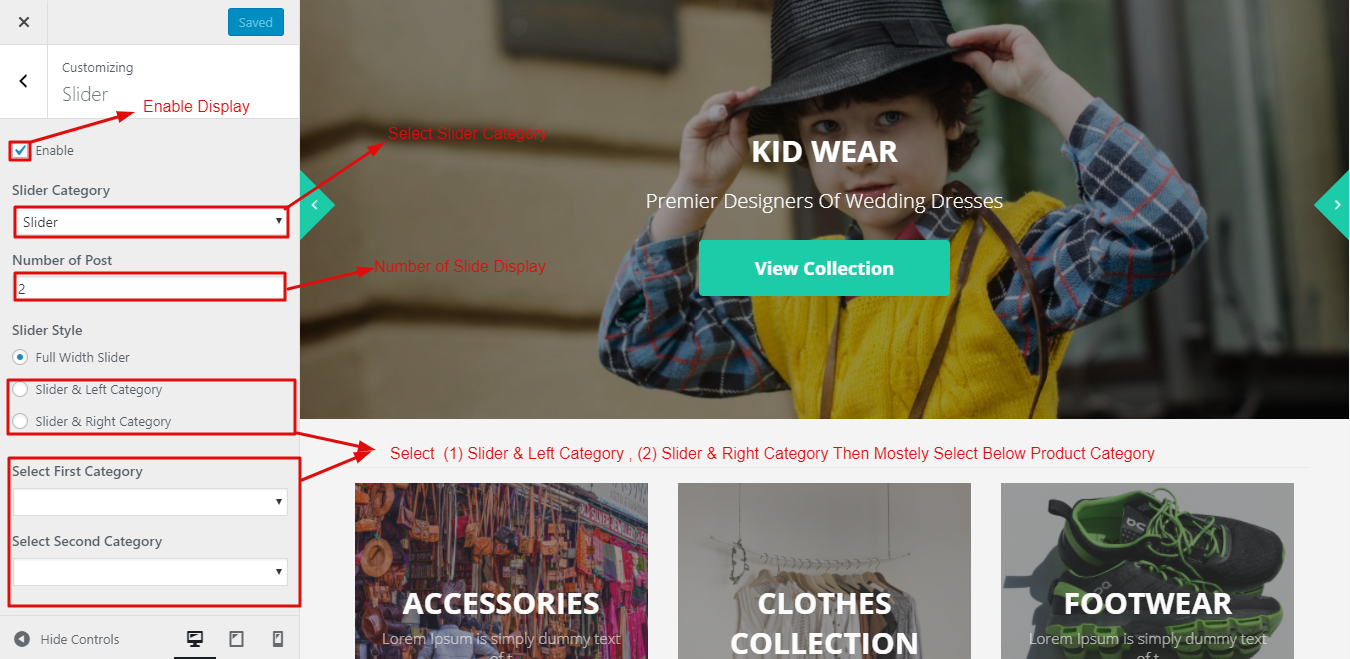 Saved
Customizing
Slider
Enable Display
Enable
Select Slider Category
Slider Category
Slider
Number of Post
2
Number of Slide Display
Slider Style
Full Width Slider
Slider & Left Category
Slider & Right Category
Select First Category
Select Second Category
Hide Controls
KID WEAR
Premier Designers Of Wedding Dresses
View Collection
Select (1) Slider & Left Category , (2) Slider & Right Category Then Mostely Select Below Product Category
ACCESSORIES
Lorem Ipsum is simply dummy text
of t
CLOTHES
COLLECTION
FOOTWEAR
Lorem Ipsum is simply dummy text
of t